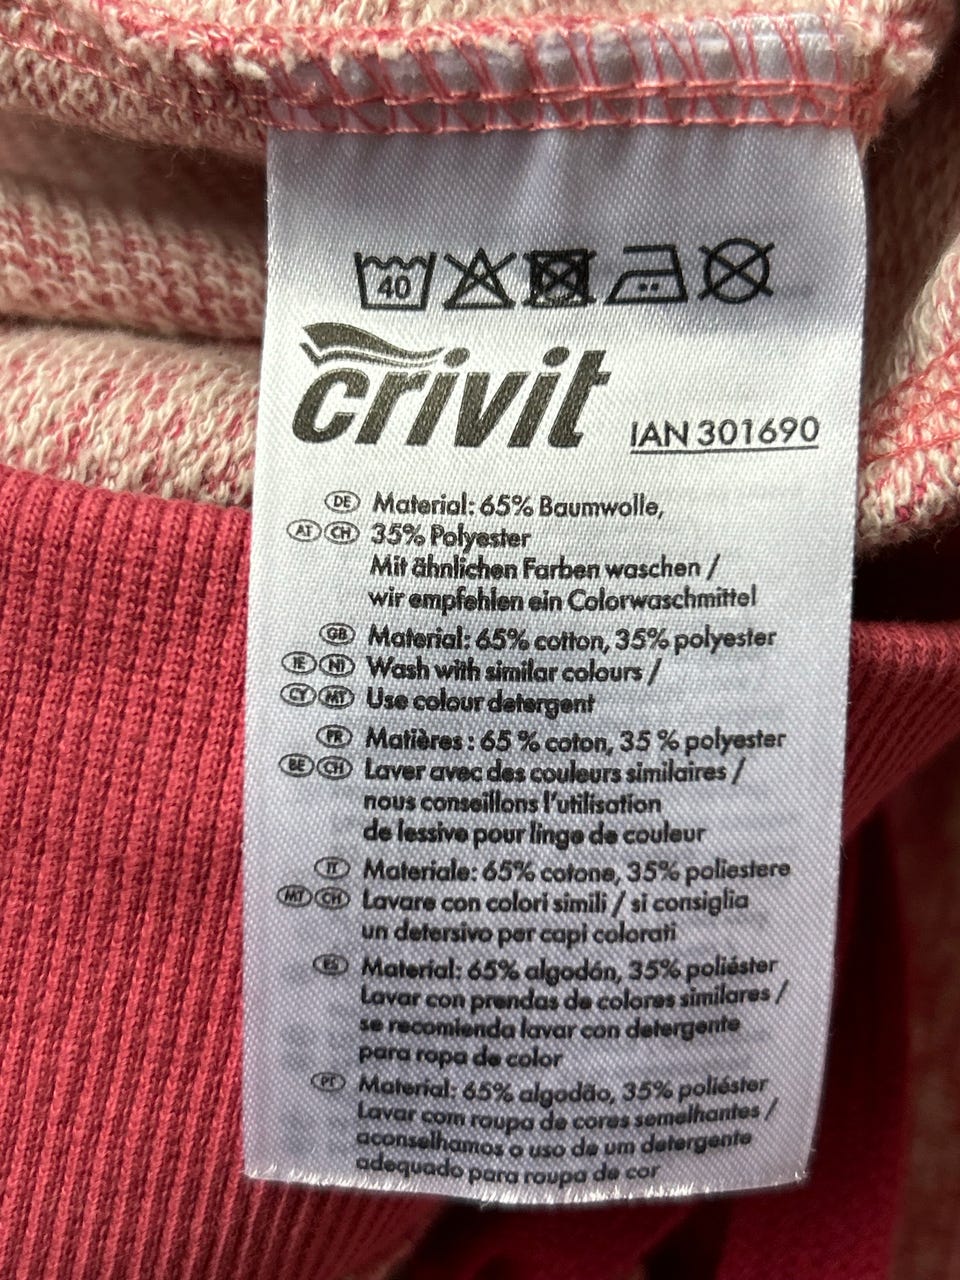 40
crivit
IAN 301690
DE Material: 65% Baumwolle,
AT CH 35% Polyester
Mit ähnlichen Farben waschen /
wir empfehlen ein Colorwaschmittel
GB Material: 65% cotton, 35% polyester
IE NI Wash with similar colours /
CY MT Use colour detergent
FR Matières : 65 % coton, 35 % polyester
BE CH Laver avec des couleurs similaires /
nous conseillons l'utilisation
de lessive pour linge de couleur
IT Materiale: 65% cotone, 35% poliestere
MT CH Lavare con colori simili / si consiglia
un detersivo per capi colorati
ES Material: 65% algodón, 35% poliéster
Lavar con prendas de colores similares /
se recomienda lavar con detergente
para ropa de color
PT Material: 65% algodão, 35% poliéster
Lavar com roupa de cores semelhantes /
aconselhamos o uso de um detergente
adequado para roupa de cor